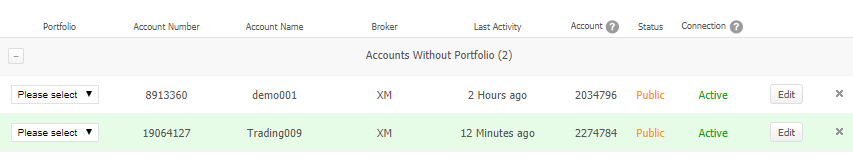 Portfolio Account Number Account Name Broker Last Activity Account ? Status Connection ?
− Accounts Without Portfolio (2)
Please select ▼ 8913360 demo001 XM 2 Hours ago 2034796 Public Active Edit ×
Please select ▼ 19064127 Trading009 XM 12 Minutes ago 2274784 Public Active Edit ×